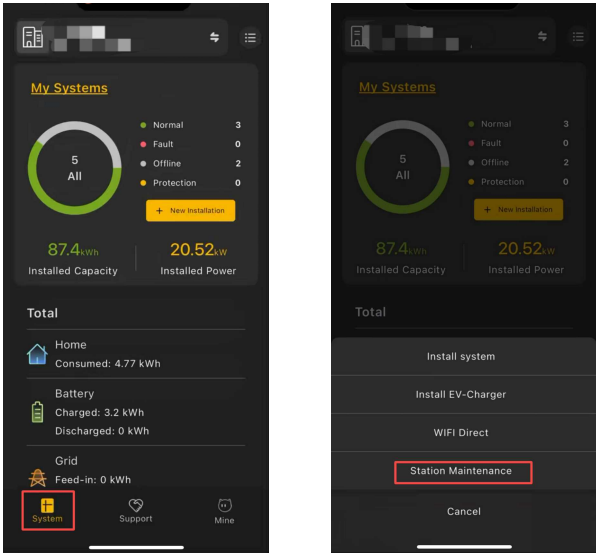 My Systems
5
All
Normal 3
Fault 0
Offline 2
Protection 0
+ New Installation
87.4kWh
Installed Capacity
20.52kW
Installed Power
Total
Home
Consumed: 4.77 kWh
Battery
Charged: 3.2 kWh
Discharged: 0 kWh
Grid
Feed-in: 0 kWh
System
Support
Mine
My Systems
5
All
Normal 3
Fault 0
Offline 2
Protection 0
+ New Installation
87.4kWh
Installed Capacity
20.52kW
Installed Power
Total
Install system
Install EV-Charger
WIFI Direct
Station Maintenance
Cancel